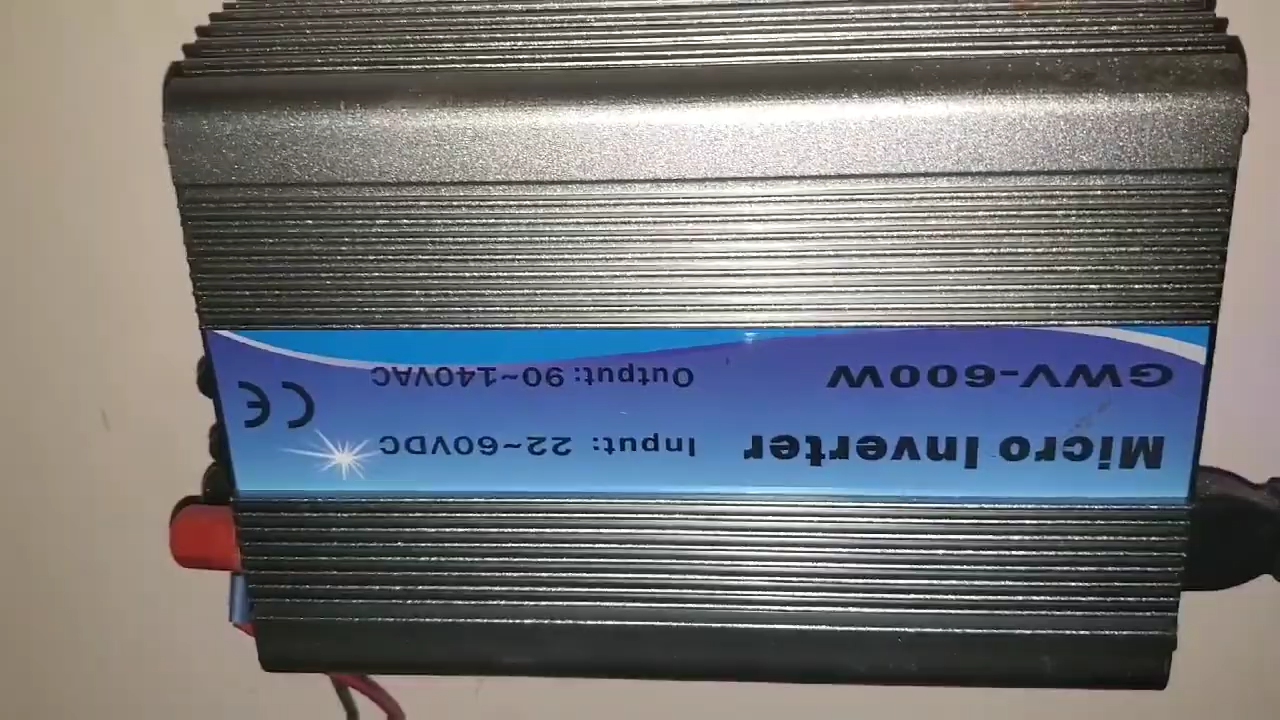 Micro Inverter
GWV-600W
Input: 22~60VDC
Output: 90~140VAC
CE